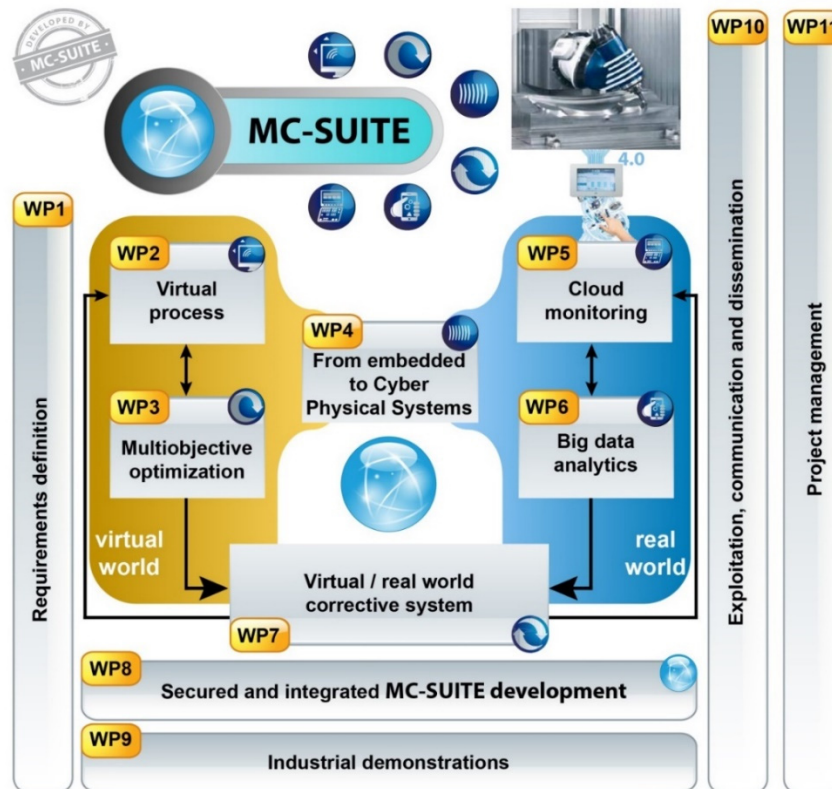 DEVELOPED BY
MC-SUITE
MC-SUITE
4.0
WP10
WP11
WP1
WP2
Virtual
process
WP5
Cloud
monitoring
WP4
From embedded
to Cyber
Physical Systems
WP3
Multiobjective
optimization
WP6
Big data
analytics
virtual
world
real
world
Virtual / real world
corrective system
WP7
Requirements definition
Exploitation, communication and dissemination
Project management
WP8
Secured and integrated MC-SUITE development
WP9
Industrial demonstrations